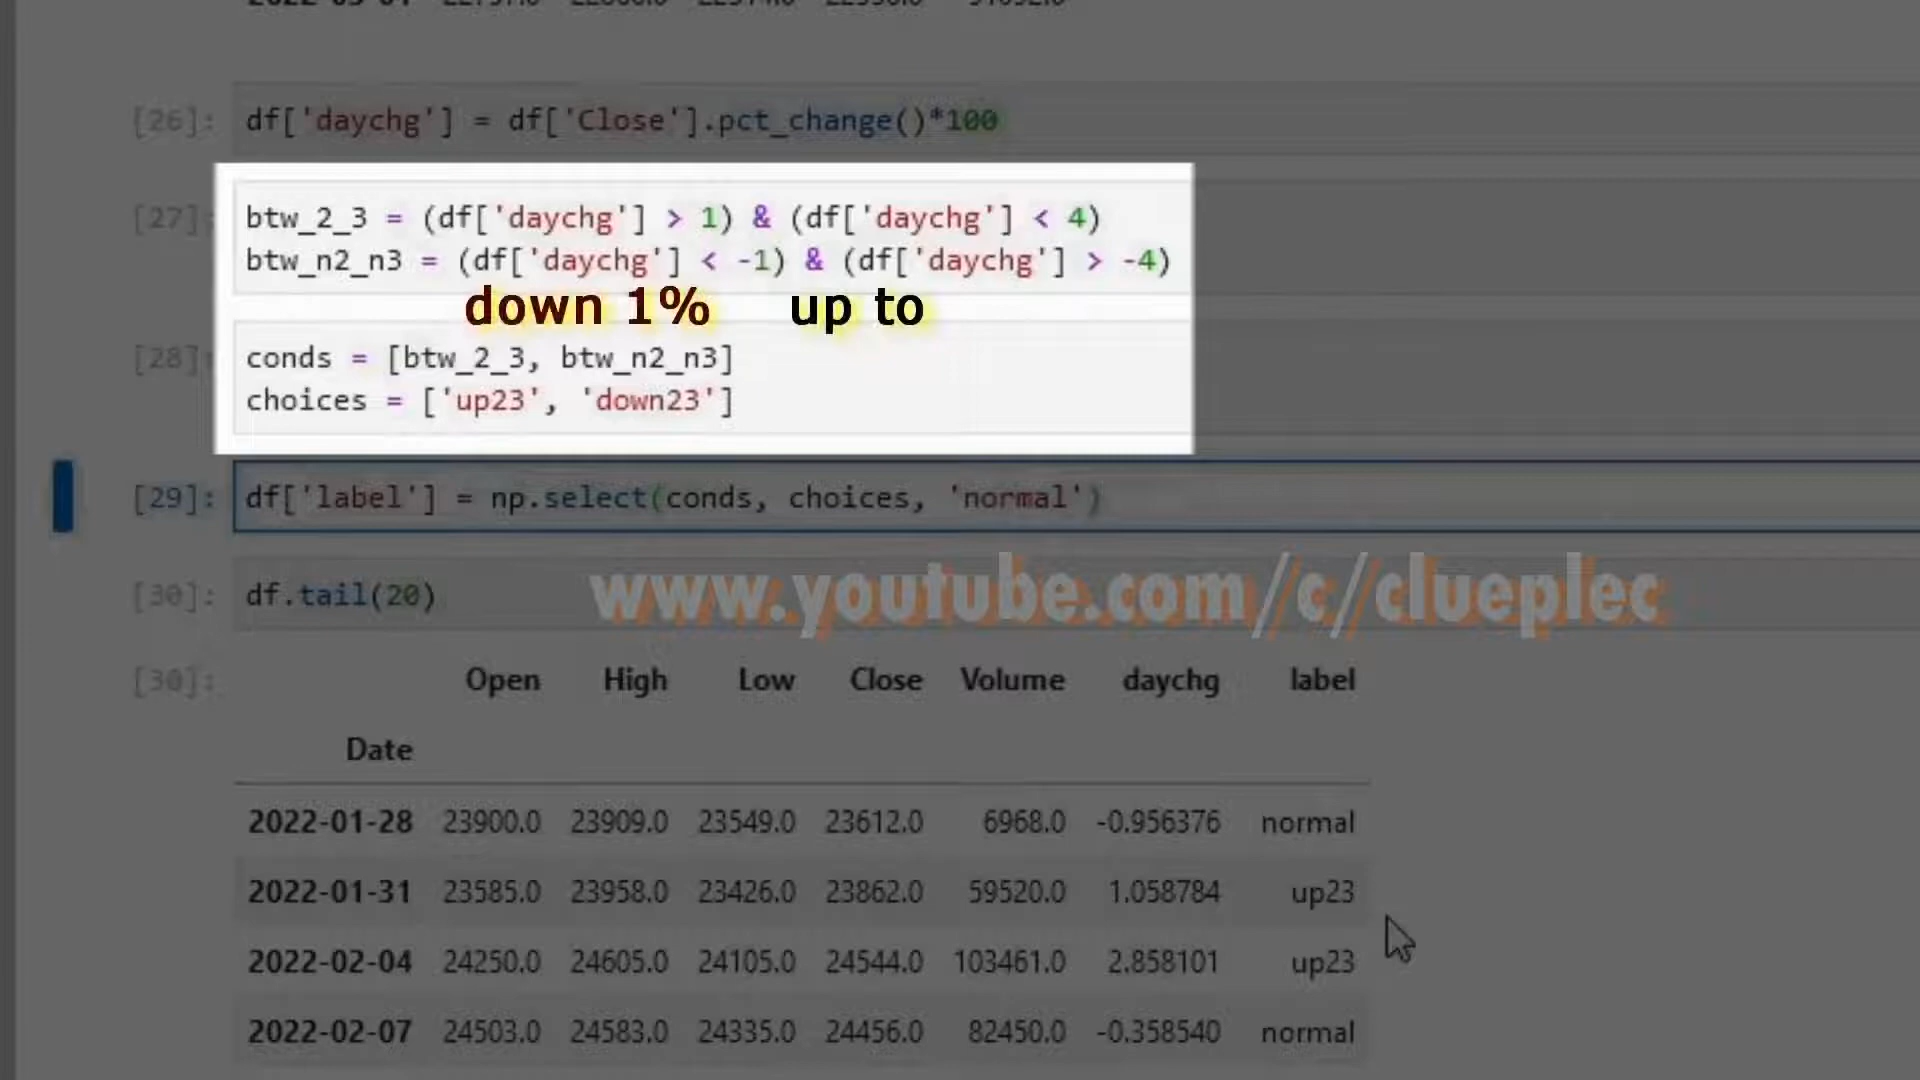 [26]: df['daychg'] = df['Close'].pct_change()*100
[27]: btw_2_3 = (df['daychg'] > 1) & (df['daychg'] < 4)
btw_n2_n3 = (df['daychg'] < -1) & (df['daychg'] > -4)
down 1% up to
[28]: conds = [btw_2_3, btw_n2_n3]
choices = ['up23', 'down23']
[29]: df['label'] = np.select(conds, choices, 'normal')
[30]: df.tail(20)
www.youtube.com/c/clueplec
[30]: Open High Low Close Volume daychg label
Date
2022-01-28 23900.0 23909.0 23549.0 23612.0 6968.0 -0.956376 normal
2022-01-31 23585.0 23958.0 23426.0 23862.0 59520.0 1.058784 up23
2022-02-04 24250.0 24605.0 24105.0 24544.0 103461.0 2.858101 up23
2022-02-07 24503.0 24583.0 24335.0 24456.0 82450.0 -0.358540 normal